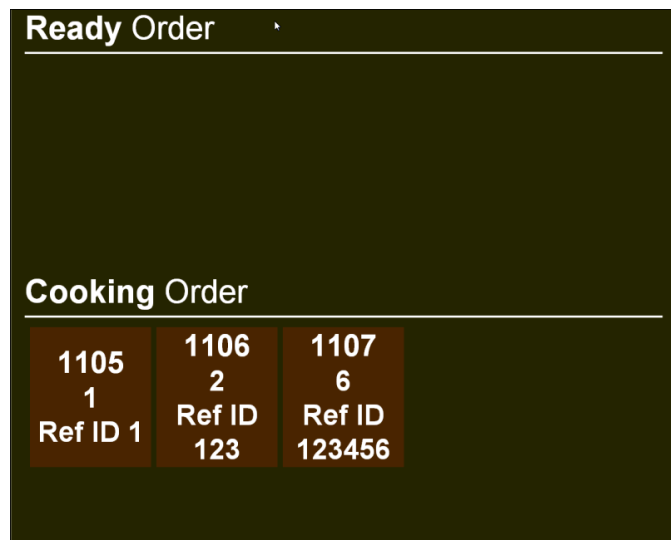 Ready Order
Cooking Order
1105
1
Ref ID 1
1106
2
Ref ID
123
1107
6
Ref ID
123456